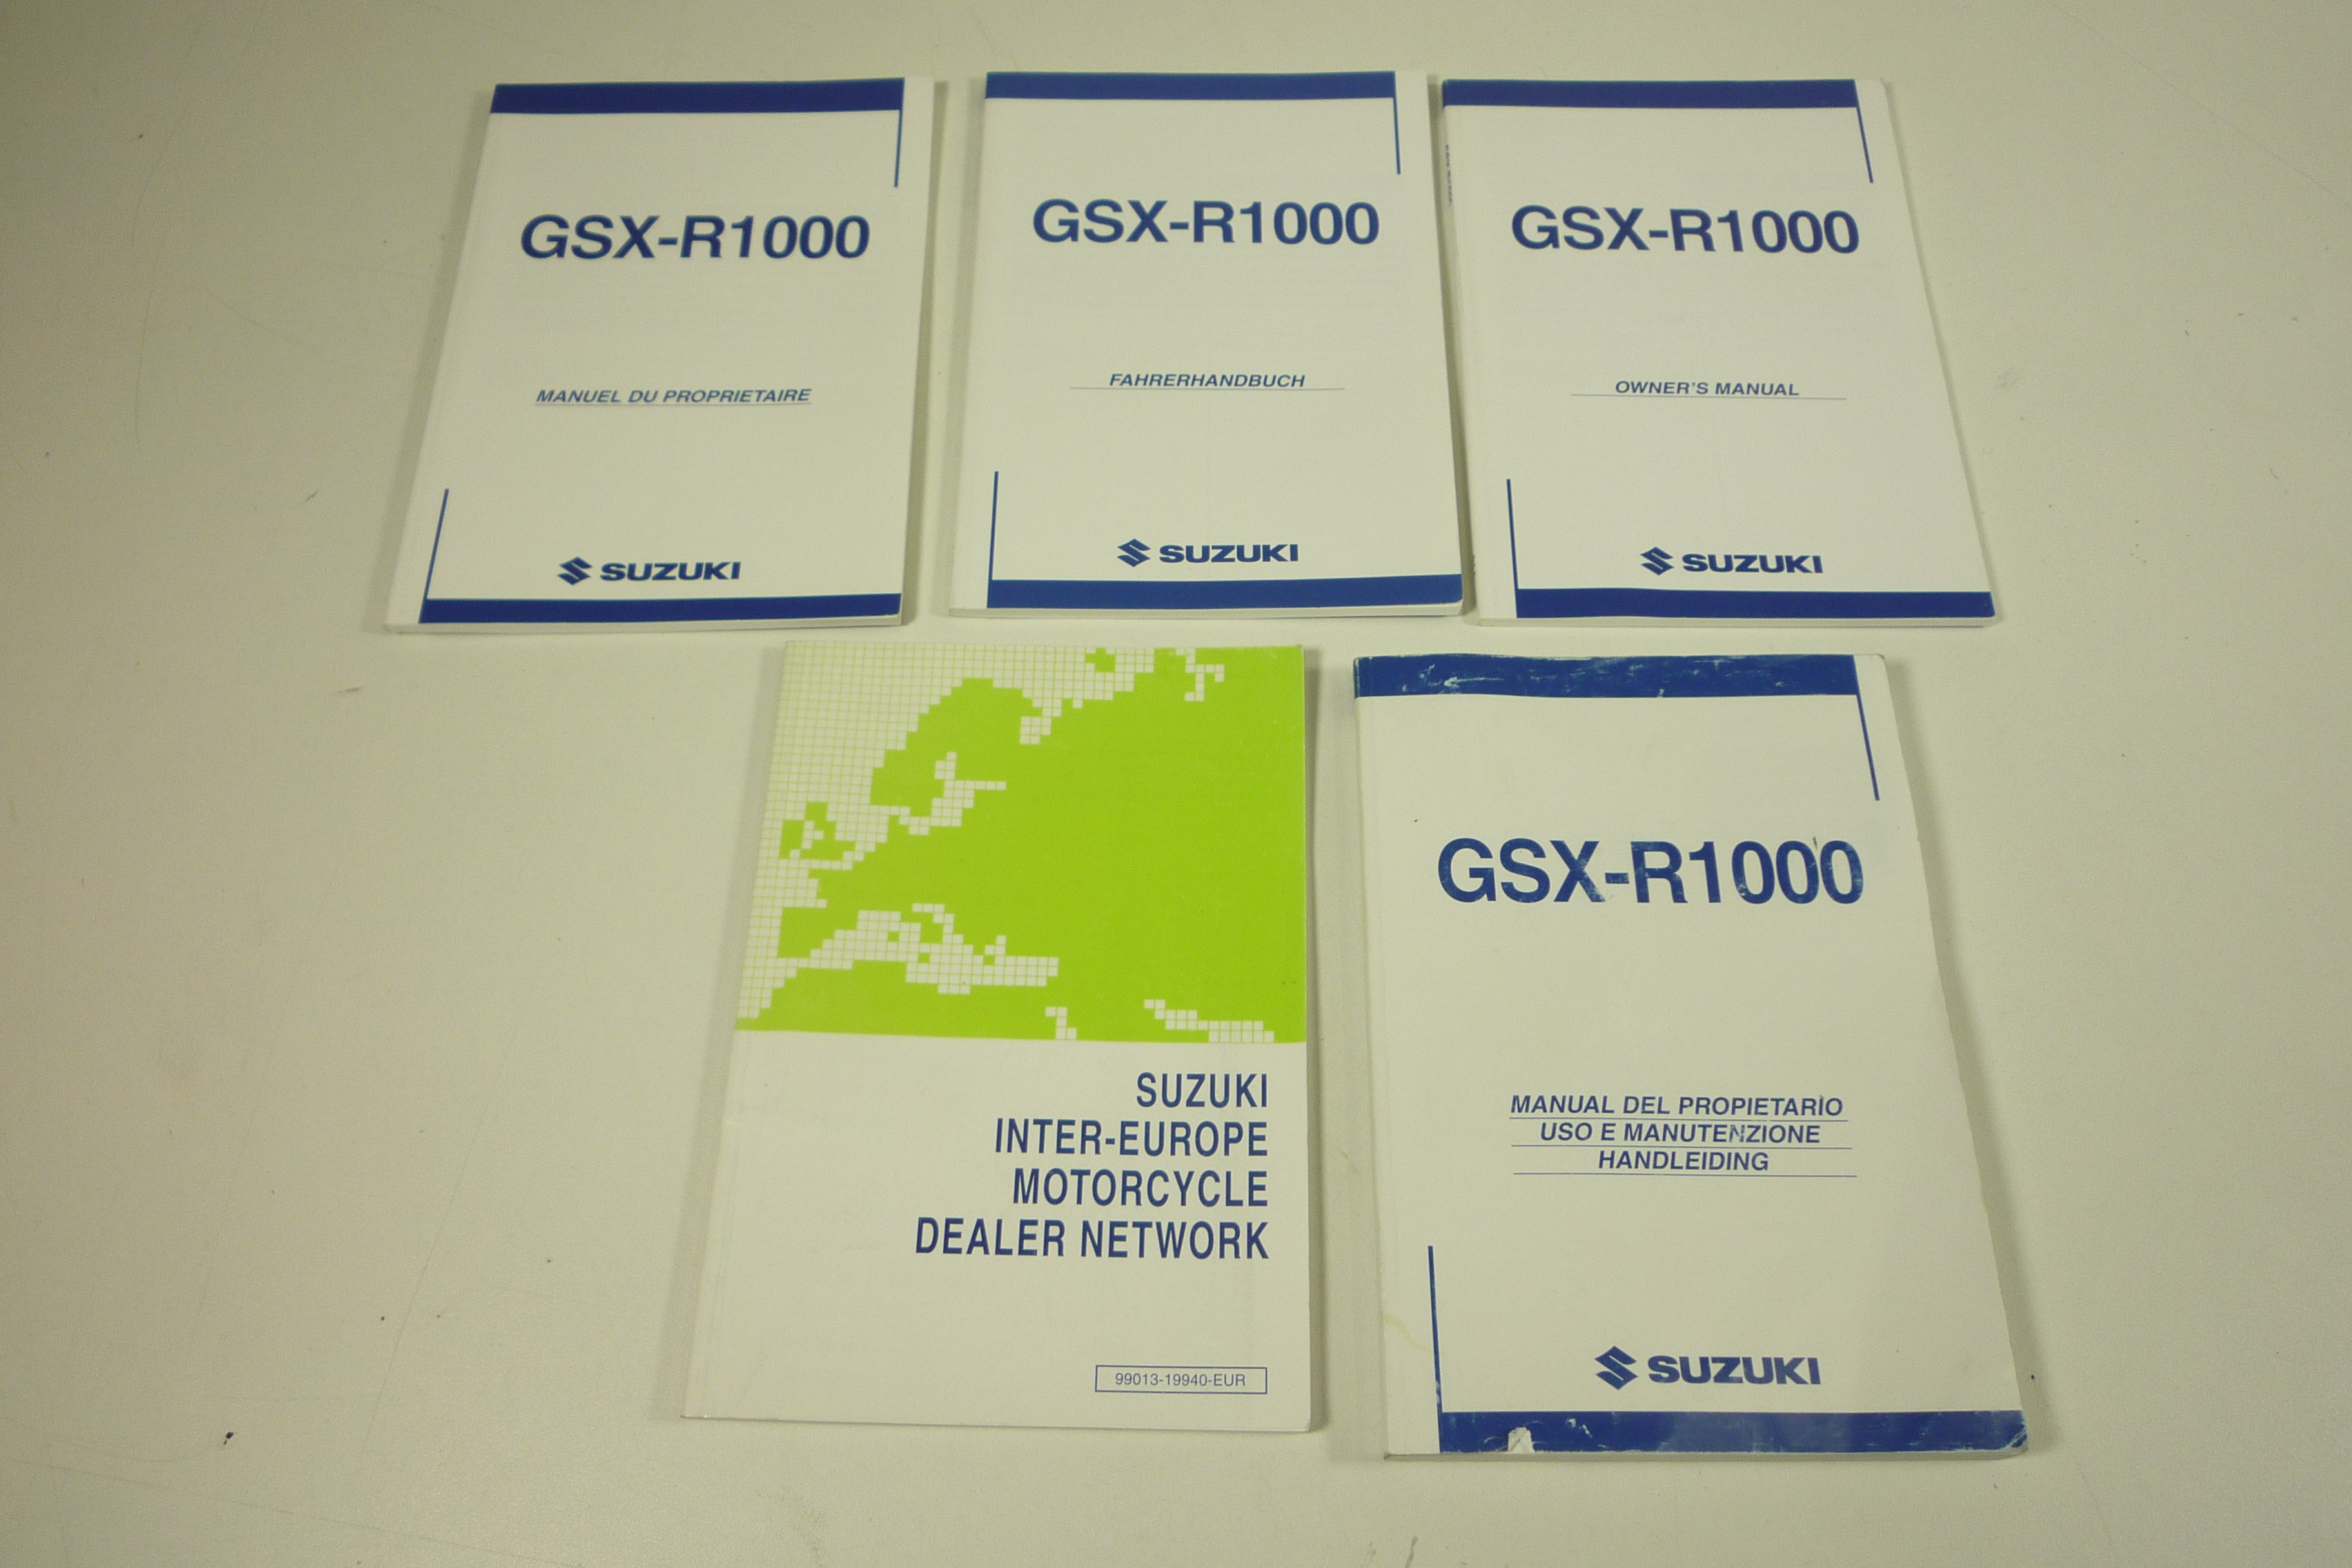 GSX-R1000
MANUEL DU PROPRIETAIRE
SUZUKI
GSX-R1000
FAHRERHANDBUCH
SUZUKI
GSX-R1000
OWNER'S MANUAL
SUZUKI
SUZUKI
INTER-EUROPE
MOTORCYCLE
DEALER NETWORK
99013-19940-EUR
GSX-R1000
MANUAL DEL PROPIETARIO
USO E MANUTENZIONE
HANDLEIDING
SUZUKI